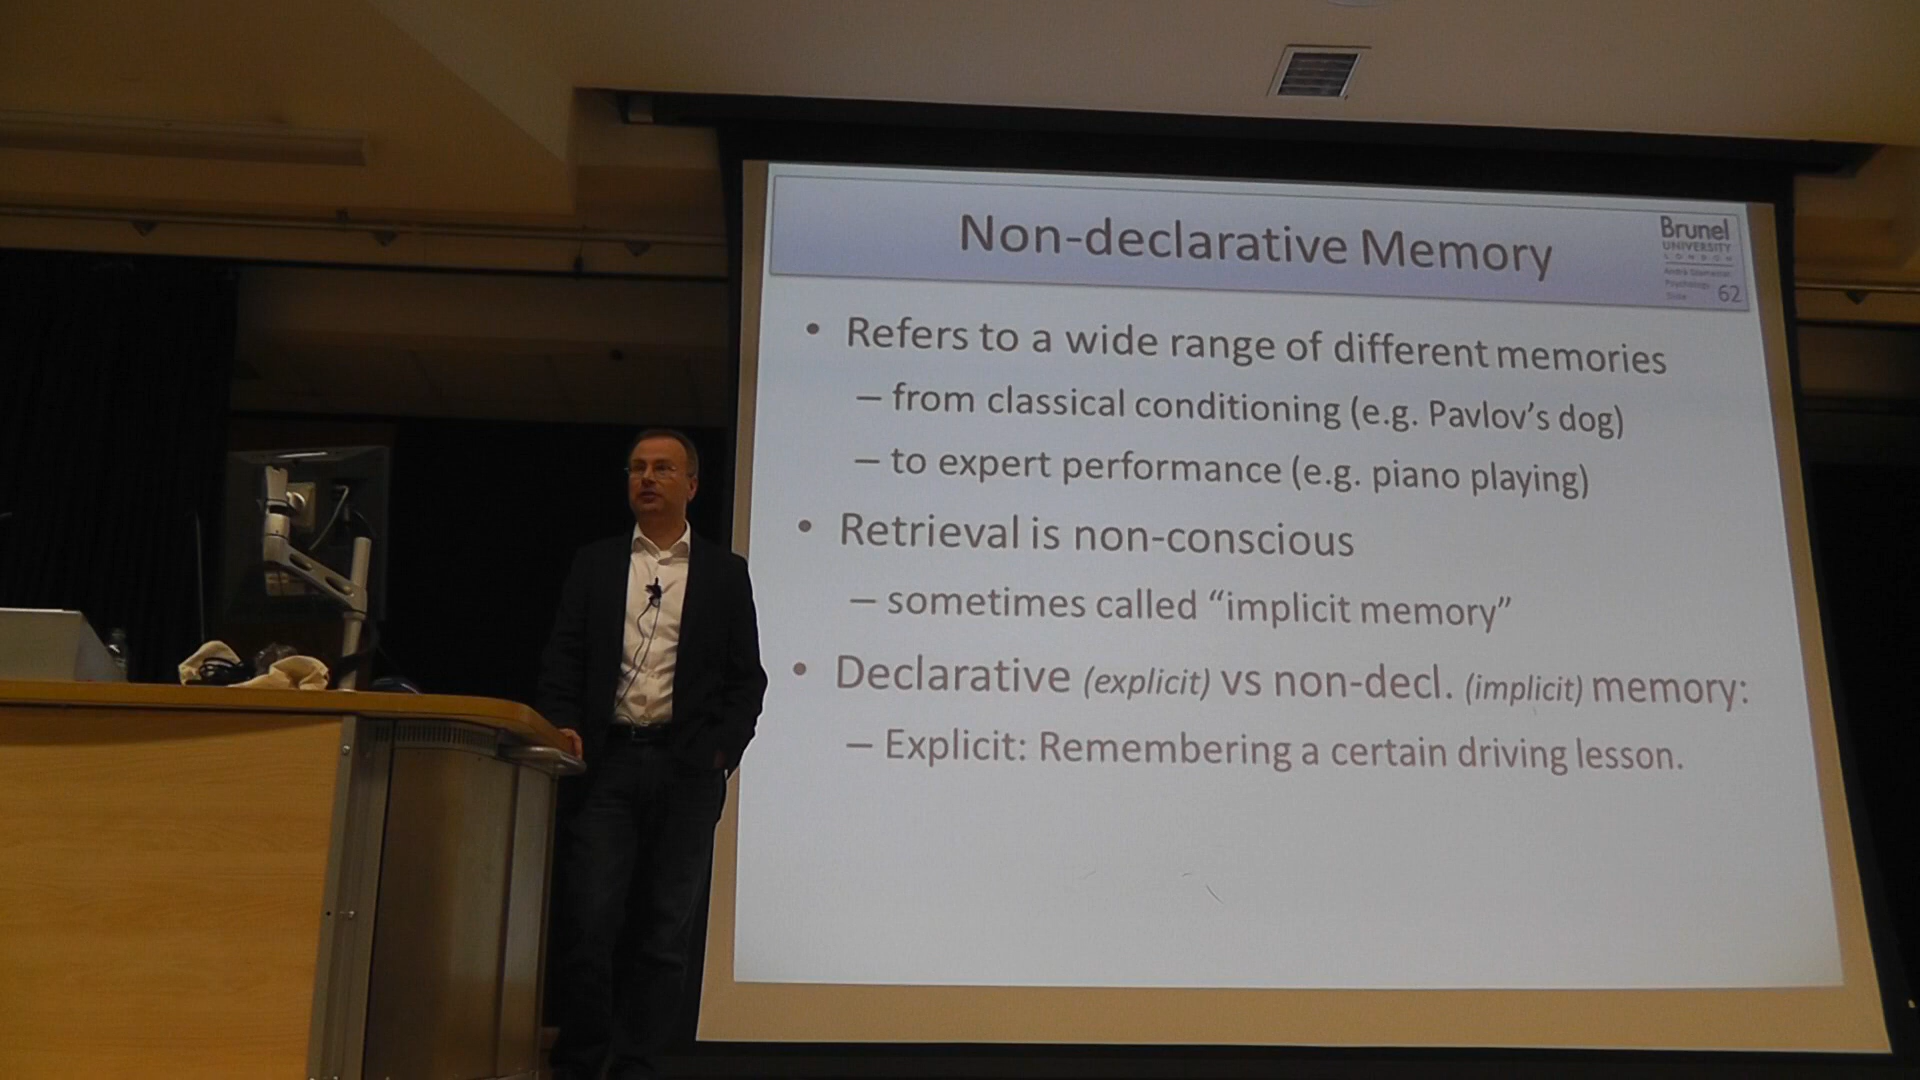 Non-declarative Memory
Brunel
UNIVERSITY
LONDON
Psychology
Slide 62
• Refers to a wide range of different memories
– from classical conditioning (e.g. Pavlov’s dog)
– to expert performance (e.g. piano playing)
• Retrieval is non-conscious
– sometimes called “implicit memory”
• Declarative (explicit) vs non-decl. (implicit) memory:
– Explicit: Remembering a certain driving lesson.